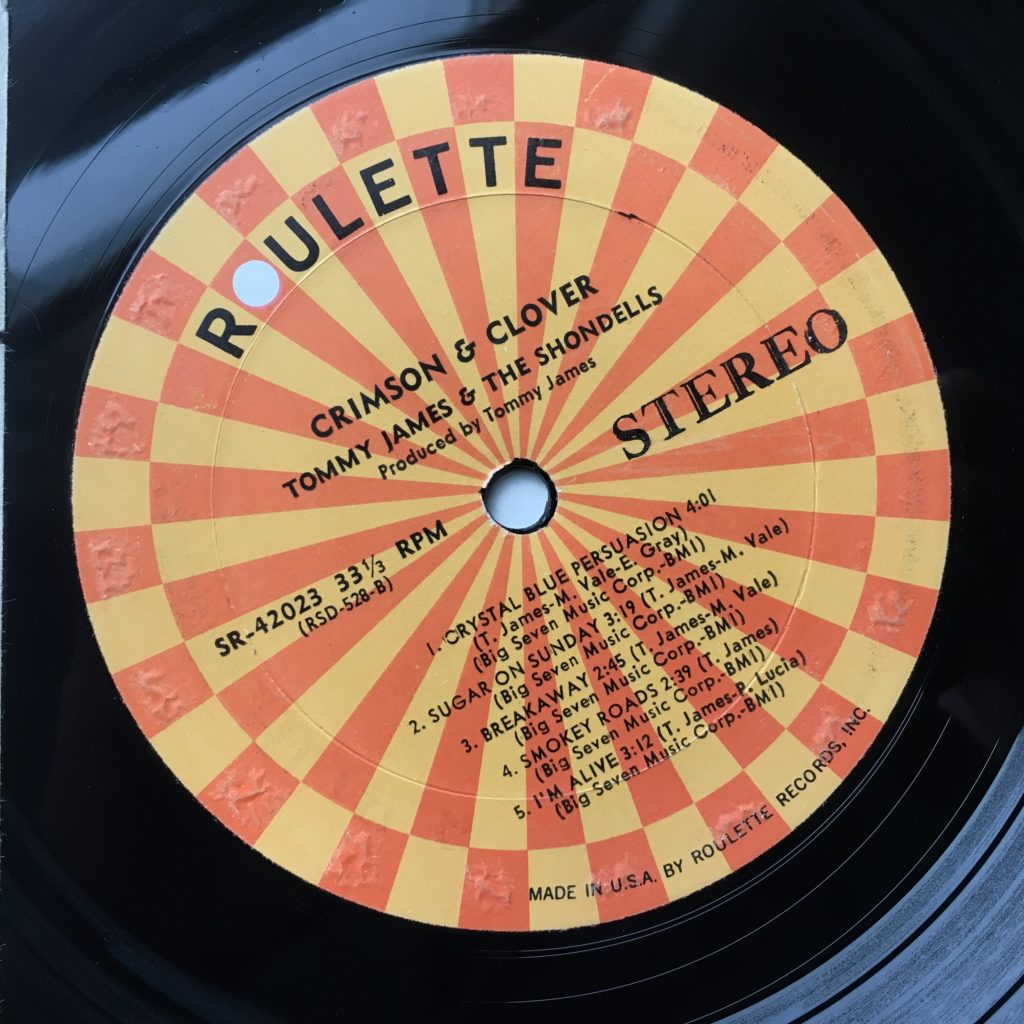 ROULETTE
CRIMSON & CLOVER
TOMMY JAMES & THE SHONDELLS
Produced by Tommy James
STEREO
SR-42023 33⅓ RPM
(RSD-528-B)
1. CRYSTAL BLUE PERSUASION 4:01
(T. James-M. Vale-E. Gray)
(Big Seven Music Corp.-BMI)
2. SUGAR ON SUNDAY 3:19 (T. James-M. Vale)
(Big Seven Music Corp.-BMI)
3. BREAKAWAY 2:45 (T. James-M. Vale)
(Big Seven Music Corp.-BMI)
4. SMOKEY ROADS 2:39 (T. James)
(Big Seven Music Corp.-BMI)
5. I'M ALIVE 3:12 (T. James-P. Lucia)
(Big Seven Music Corp.-BMI)
MADE IN U.S.A. BY ROULETTE RECORDS, INC.